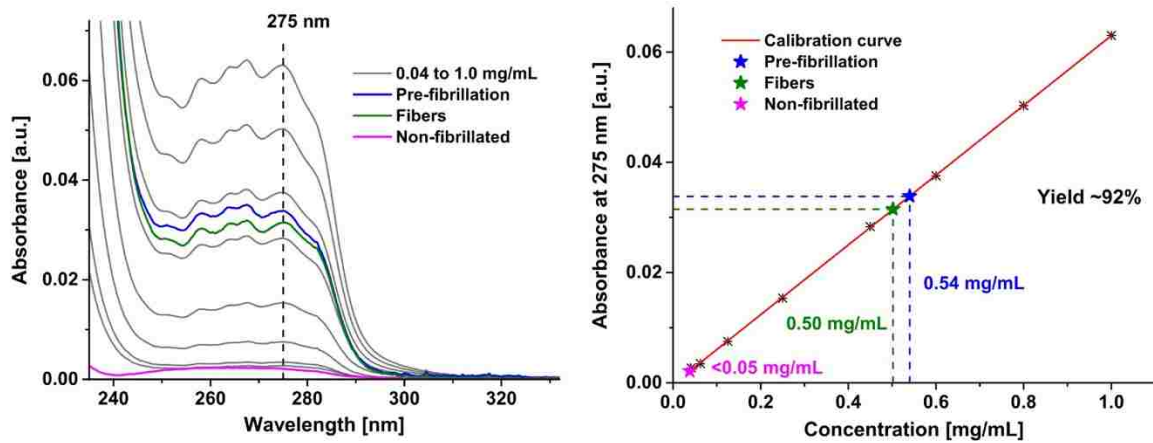 275 nm
0.04 to 1.0 mg/mL
Pre-fibrillation
Fibers
Non-fibrillated
0.06
0.04
0.02
0.00
Absorbance [a.u.]
240 260 280 300 320
Wavelength [nm]
Calibration curve
Pre-fibrillation
Fibers
Non-fibrillated
Yield ~92%
0.54 mg/mL
0.50 mg/mL
<0.05 mg/mL
0.06
0.04
0.02
0.00
Absorbance at 275 nm [a.u.]
0.0 0.2 0.4 0.6 0.8 1.0
Concentration [mg/mL]